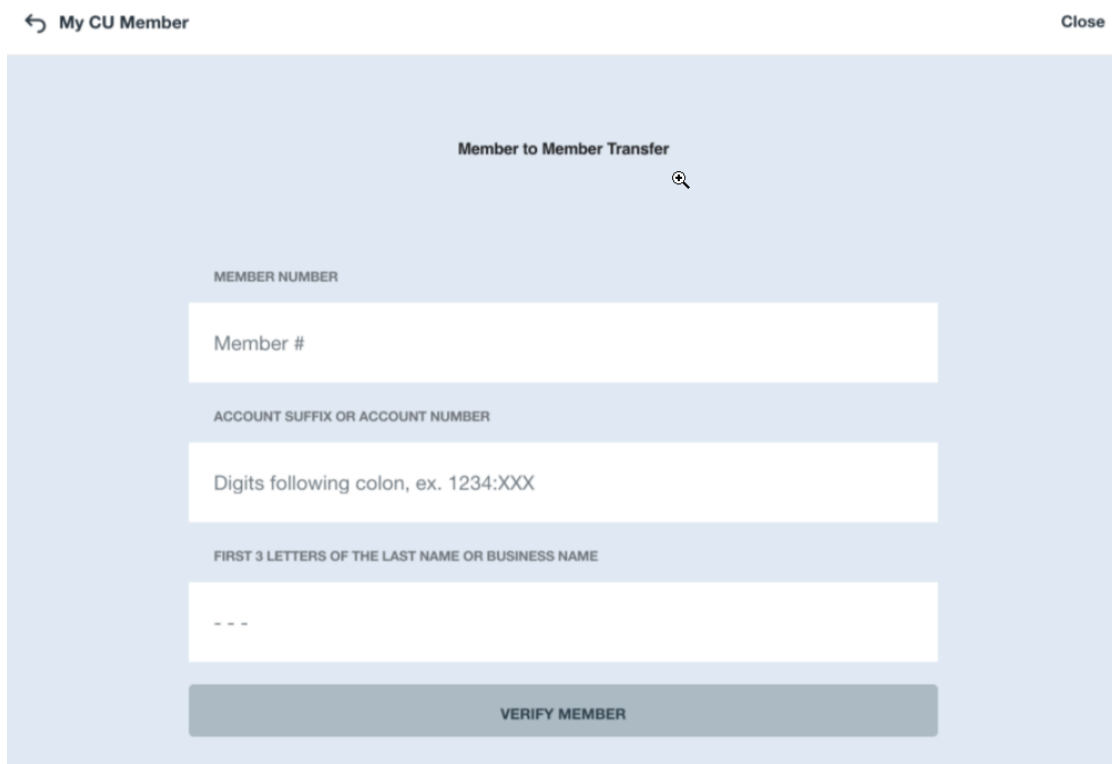 My CU Member
Close
Member to Member Transfer
MEMBER NUMBER
Member #
ACCOUNT SUFFIX OR ACCOUNT NUMBER
Digits following colon, ex. 1234:XXX
FIRST 3 LETTERS OF THE LAST NAME OR BUSINESS NAME
- - -
VERIFY MEMBER